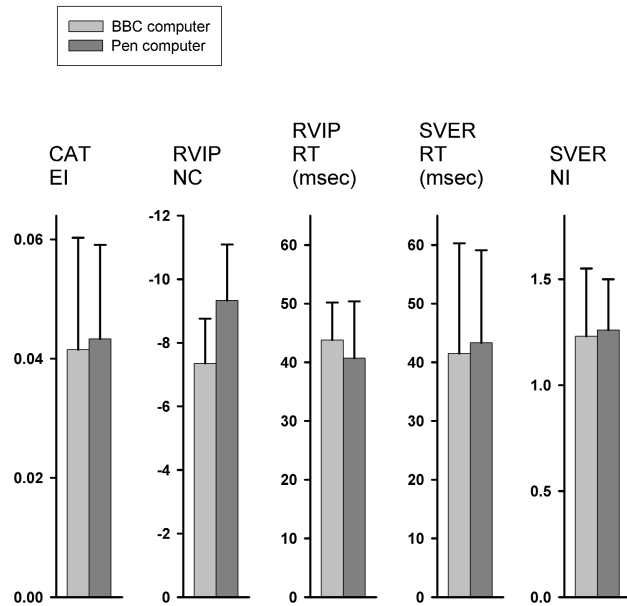 BBC computer
Pen computer
CAT
EI
RVIP
NC
RVIP
RT
(msec)
SVER
RT
(msec)
SVER
NI
0.06
0.04
0.02
0.00
-12
-10
-8
-6
-4
-2
0
60
50
40
30
20
10
0
60
50
40
30
20
10
0
1.5
1.0
0.5
0.0